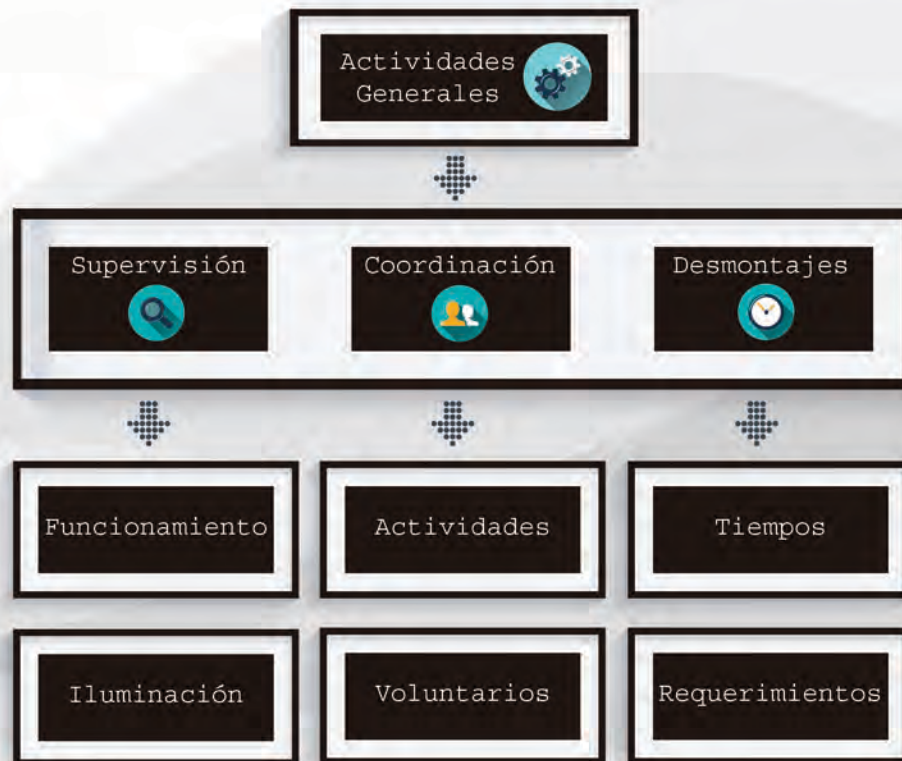 Actividades
Generales
Supervisión
Coordinación
Desmontajes
Funcionamiento
Actividades
Tiempos
Iluminación
Voluntarios
Requerimientos